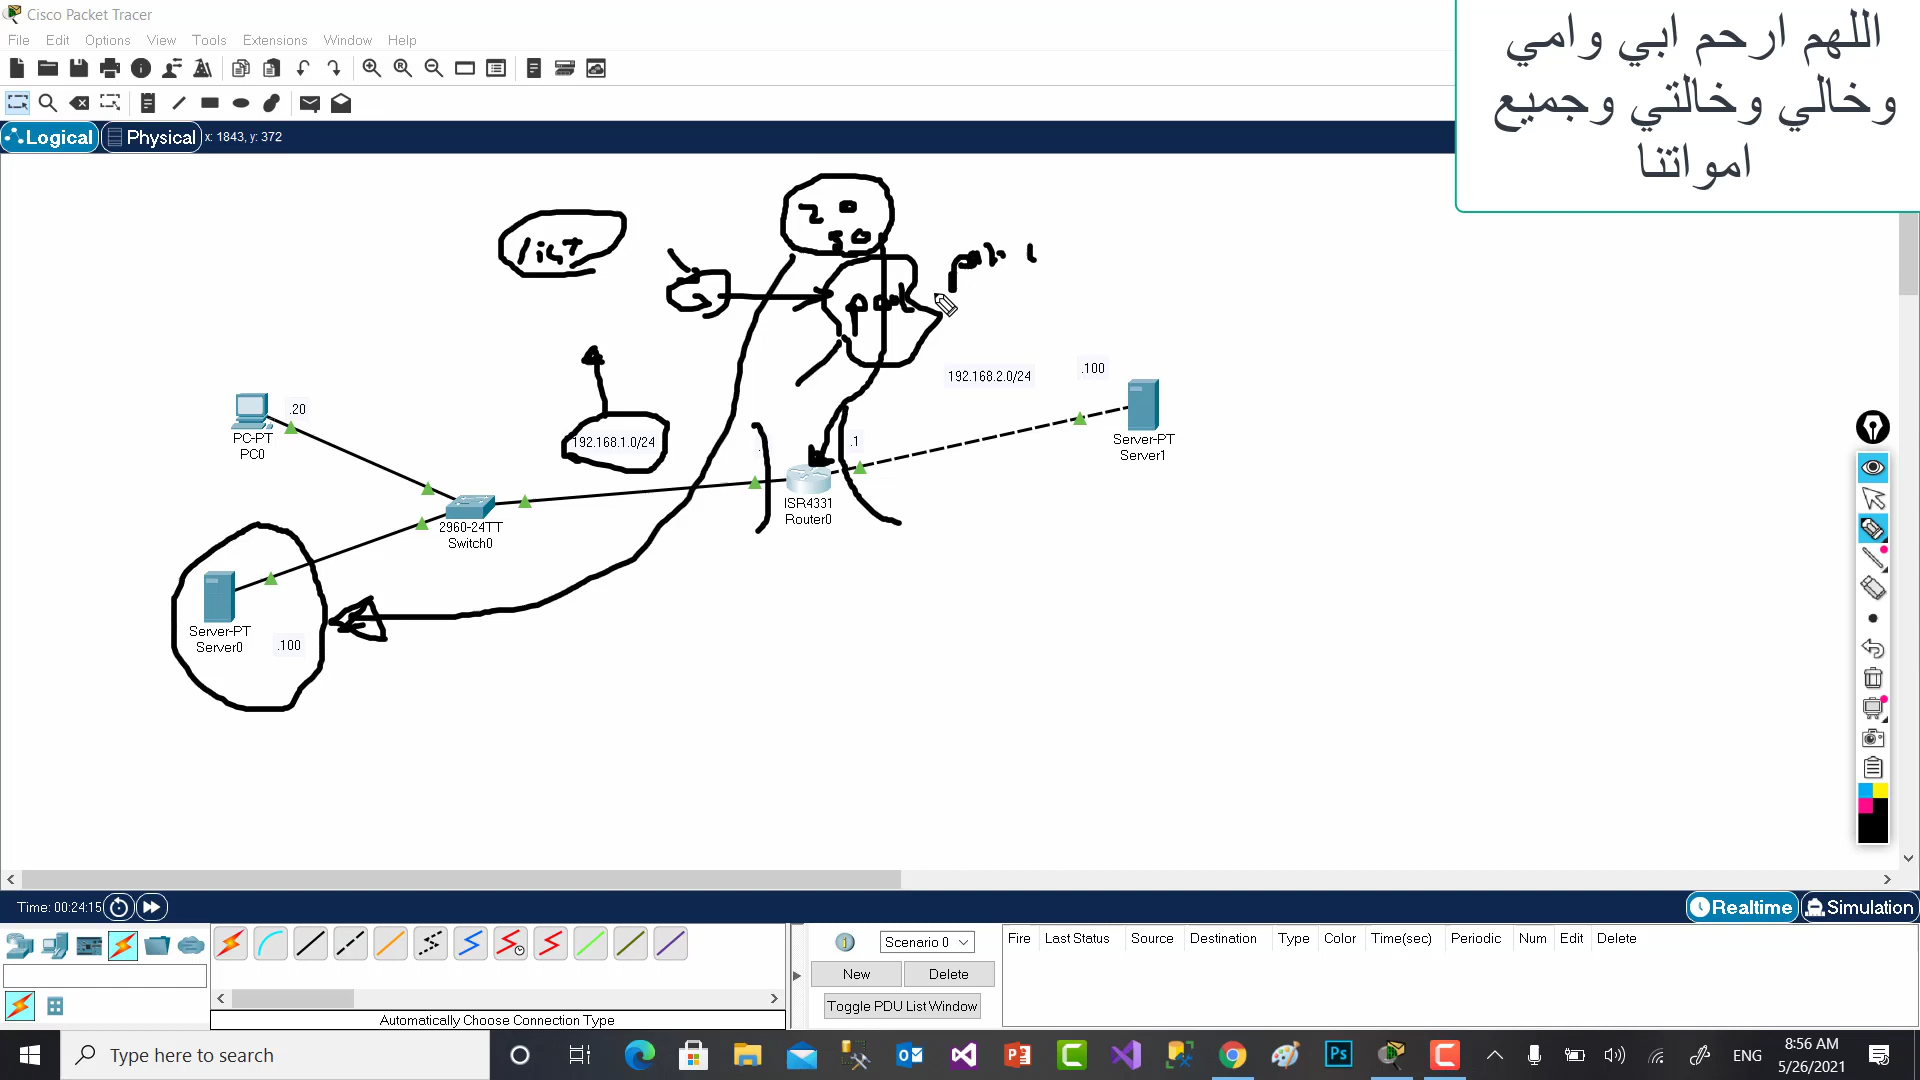 Cisco Packet Tracer
File Edit Options View Tools Extensions Window Help
Logical Physical x: 1843, y: 372
اللهم ارحم ابي وامي
وخالي وخالتي وجميع
امواتنا
list
192.168.2.0/24
.100
.20
PC-PT
PC0
192.168.1.0/24
.1
Server-PT
Server1
ISR4331
Router0
2960-24TT
Switch0
Server-PT
Server0
.100
Time: 00:24:15
Realtime Simulation
Scenario 0
New Delete
Toggle PDU List Window
Fire Last Status Source Destination Type Color Time(sec) Periodic Num Edit Delete
Automatically Choose Connection Type
Type here to search
ENG
8:56 AM
5/26/2021